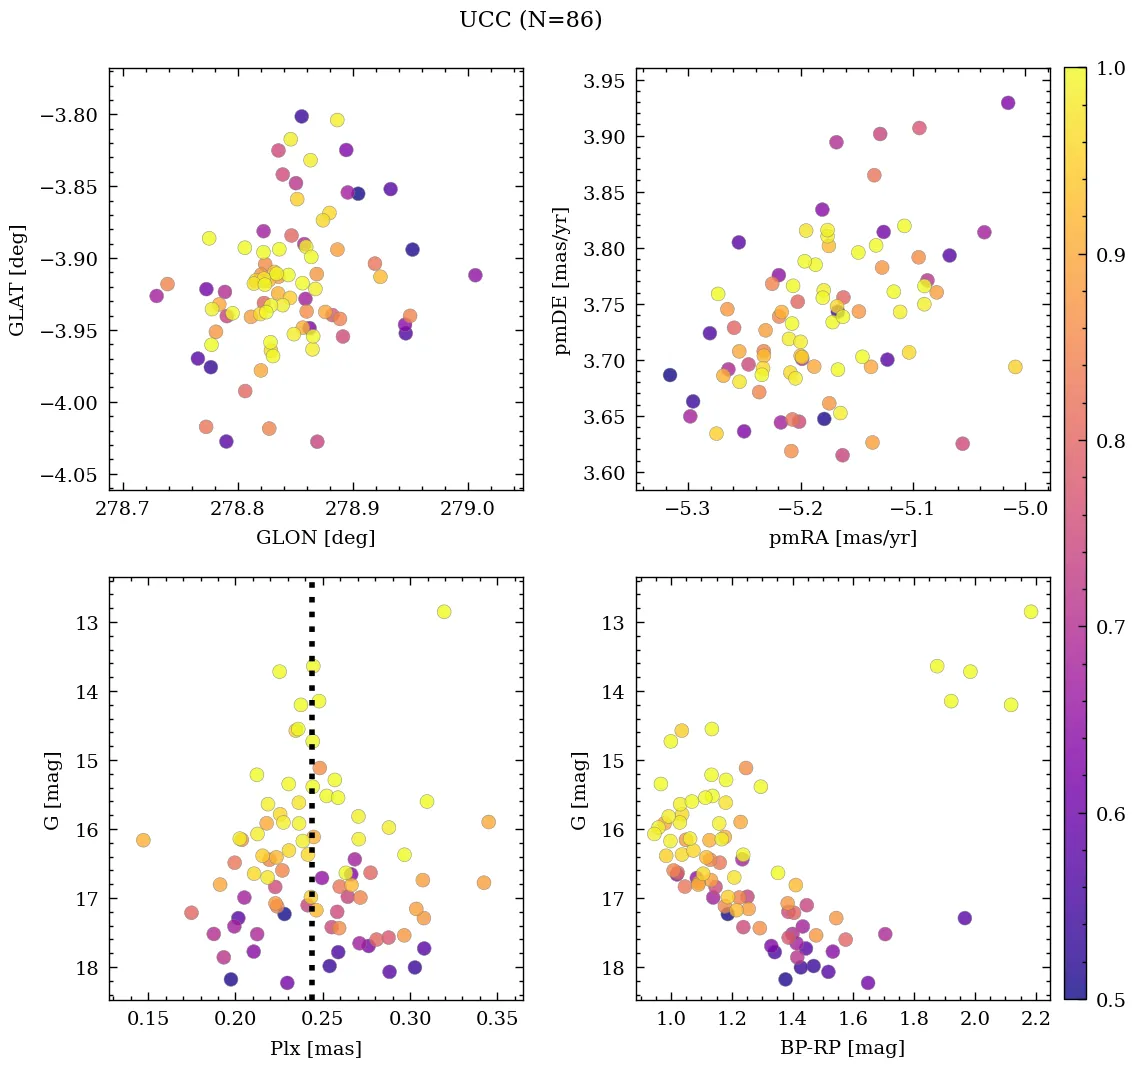 UCC (N=86)
−3.80
−3.85
−3.90
−3.95
−4.00
−4.05
GLAT [deg]
278.7 278.8 278.9 279.0
GLON [deg]
3.95
3.90
3.85
3.80
3.75
3.70
3.65
3.60
pmDE [mas/yr]
−5.3 −5.2 −5.1 −5.0
pmRA [mas/yr]
13
14
15
16
17
18
G [mag]
0.15 0.20 0.25 0.30 0.35
Plx [mas]
13
14
15
16
17
18
G [mag]
1.0 1.2 1.4 1.6 1.8 2.0 2.2
BP-RP [mag]
1.0
0.9
0.8
0.7
0.6
0.5